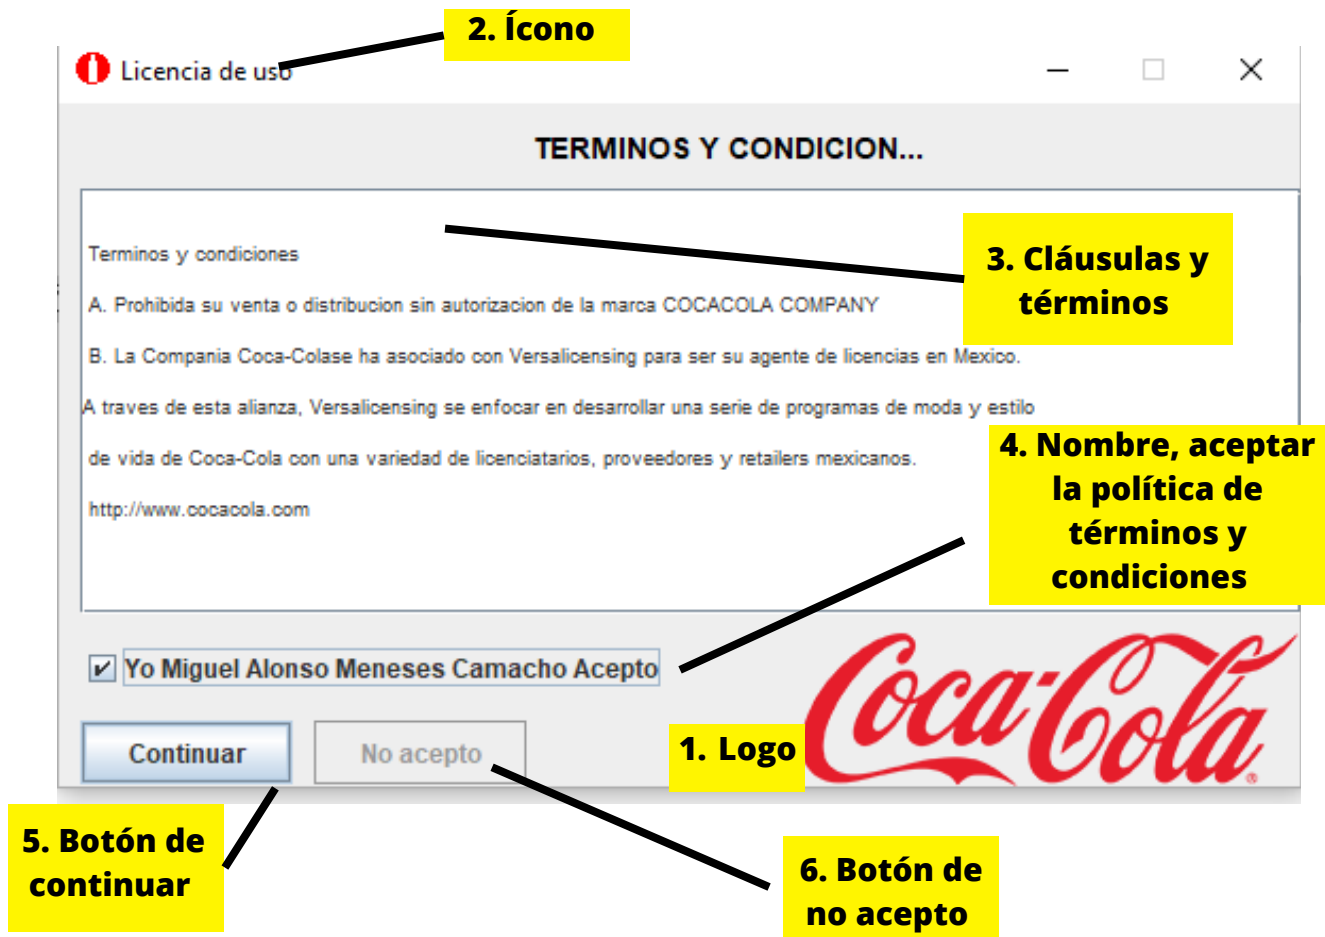 2. Ícono
Licencia de uso
TERMINOS Y CONDICION...
Terminos y condiciones
A. Prohibida su venta o distribucion sin autorizacion de la marca COCACOLA COMPANY
B. La Compania Coca-Colase ha asociado con Versalicensing para ser su agente de licencias en Mexico.
A traves de esta alianza, Versalicensing se enfocar en desarrollar una serie de programas de moda y estilo
de vida de Coca-Cola con una variedad de licenciatarios, proveedores y retailers mexicanos.
http://www.cocacola.com
3. Cláusulas y
términos
4. Nombre, aceptar
la política de
términos y
condiciones
Yo Miguel Alonso Meneses Camacho Acepto
Continuar
No acepto
1. Logo
Coca-Cola
5. Botón de
continuar
6. Botón de
no acepto